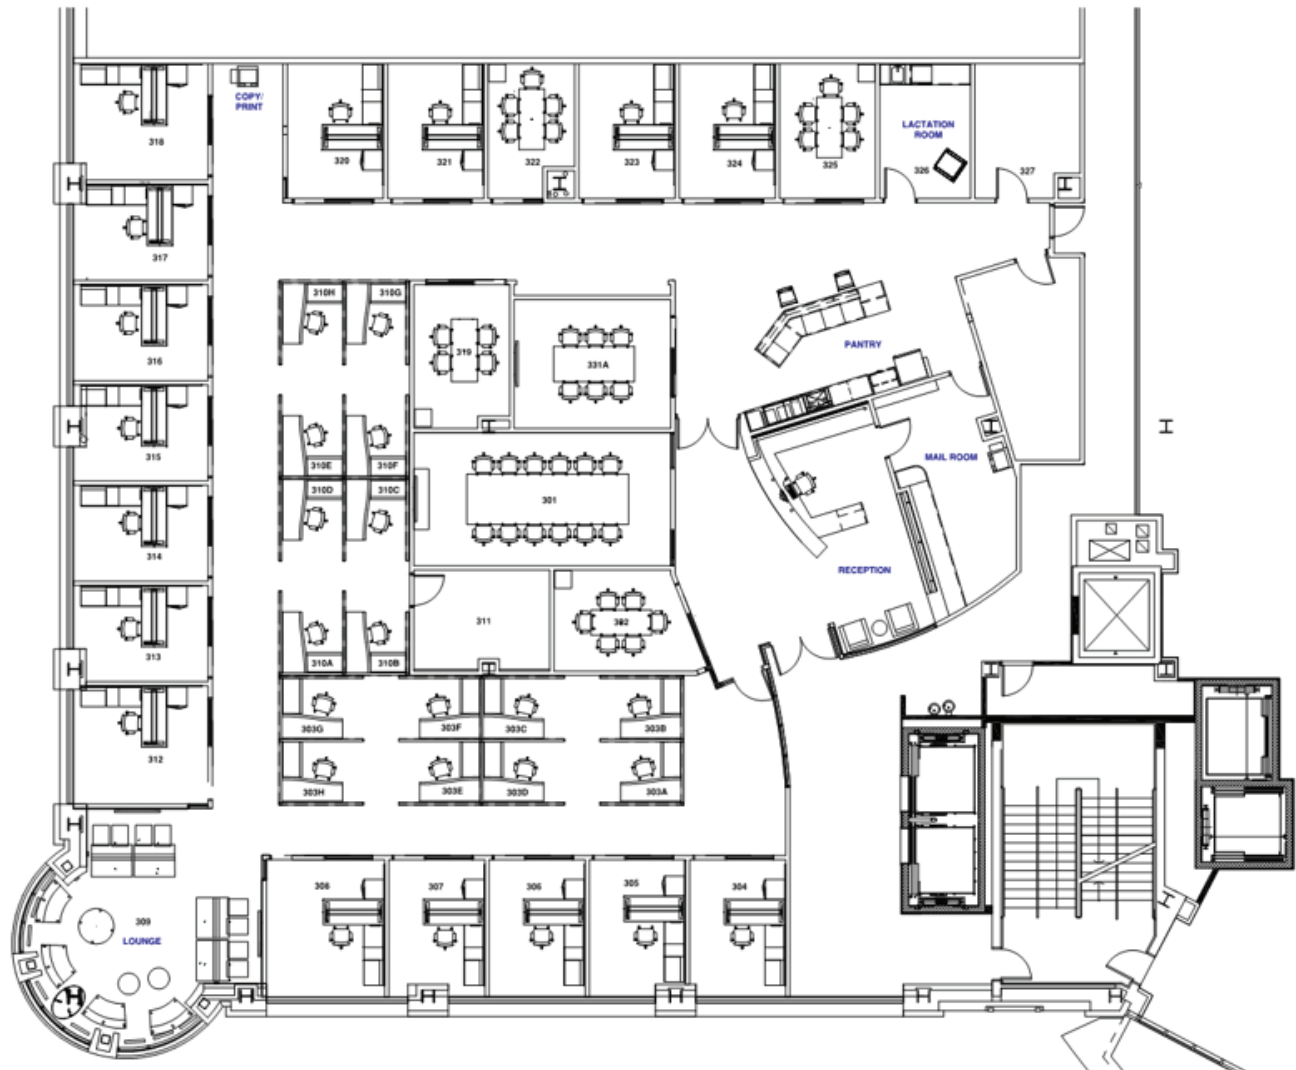 COPY/
PRINT
318
320
321
322
323
324
325
LACTATION
ROOM
326
327
317
310H
310G
316
319
331A
PANTRY
315
310E
310F
MAIL ROOM
310D
310C
301
314
RECEPTION
313
310A
310B
311
302
312
303G
303F
303C
303B
303H
303E
303D
303A
308
307
306
305
304
309
LOUNGE